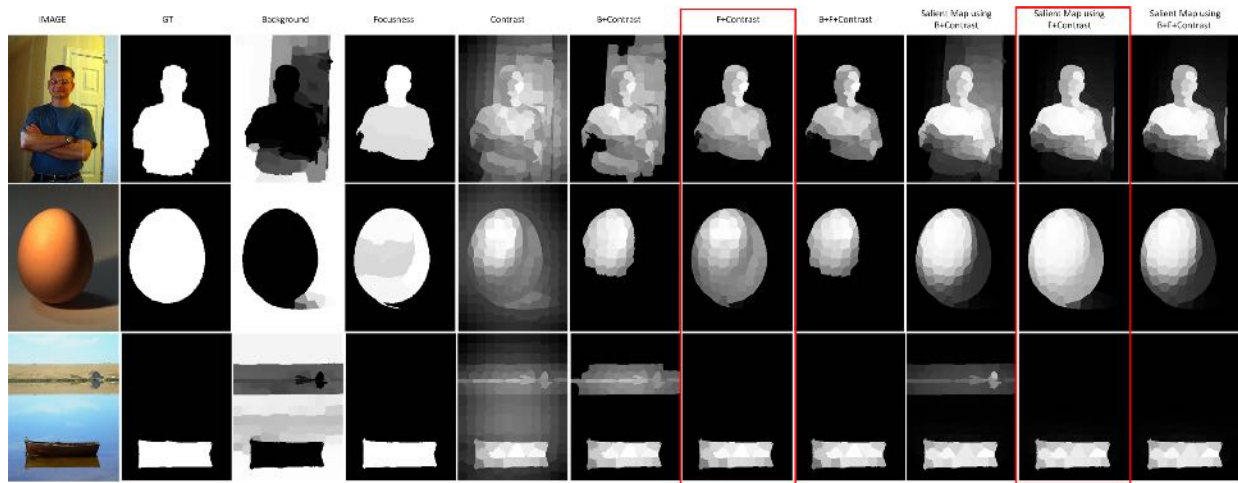 IMAGE
GT
Background
Focusness
Contrast
B+Contrast
F+Contrast
B+F+Contrast
Salient Map using
B+Contrast
Salient Map using
F+Contrast
Salient Map using
B+F+Contrast